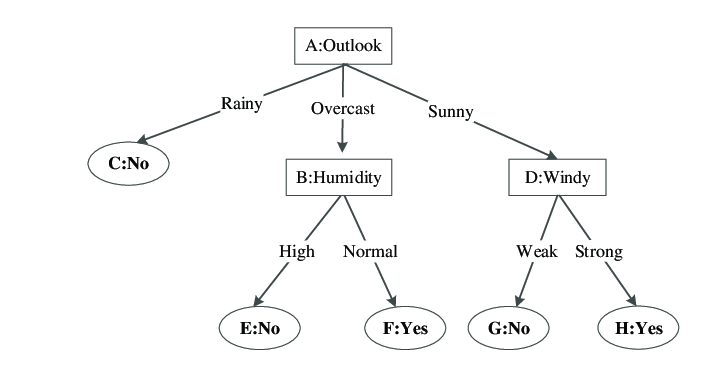 A:Outlook
Rainy
Overcast
Sunny
C:No
B:Humidity
D:Windy
High
Normal
Weak
Strong
E:No
F:Yes
G:No
H:Yes